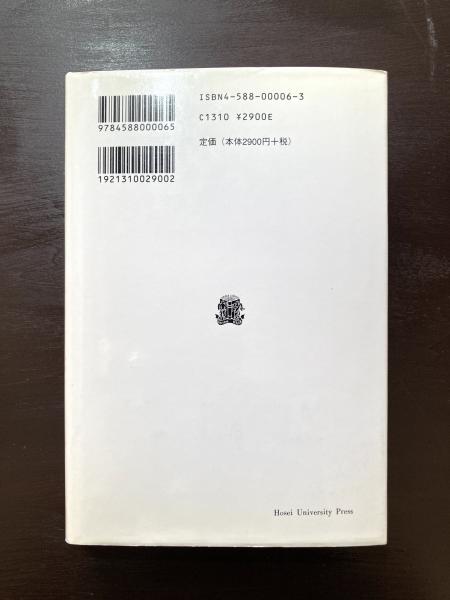 ISBN4-588-00006-3
C1310 ¥2900E
定価（本体2900円＋税）
9784588000065
1921310029002
Hosei University Press